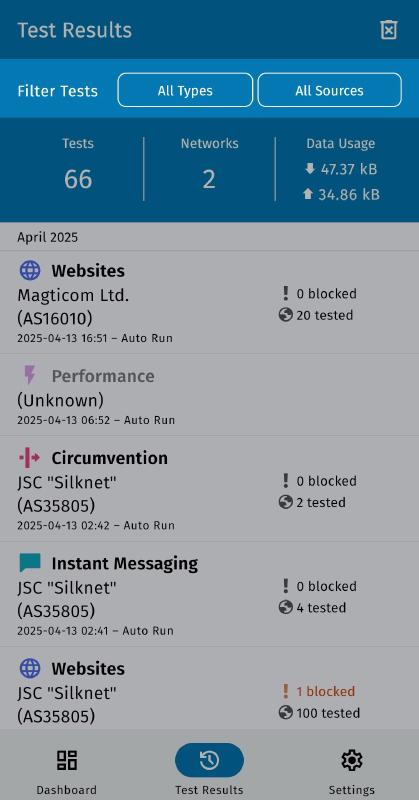 Test Results
Filter Tests All Types All Sources
Tests Networks Data Usage
66 2 47.37 kB
34.86 kB
April 2025
Websites
Magticom Ltd.
(AS16010)
0 blocked
20 tested
2025-04-13 16:51 – Auto Run
Performance
(Unknown)
2025-04-13 06:52 – Auto Run
Circumvention
JSC "Silknet"
(AS35805)
0 blocked
2 tested
2025-04-13 02:42 – Auto Run
Instant Messaging
JSC "Silknet"
(AS35805)
0 blocked
4 tested
2025-04-13 02:41 – Auto Run
Websites
JSC "Silknet"
(AS35805)
1 blocked
100 tested
Dashboard Test Results Settings